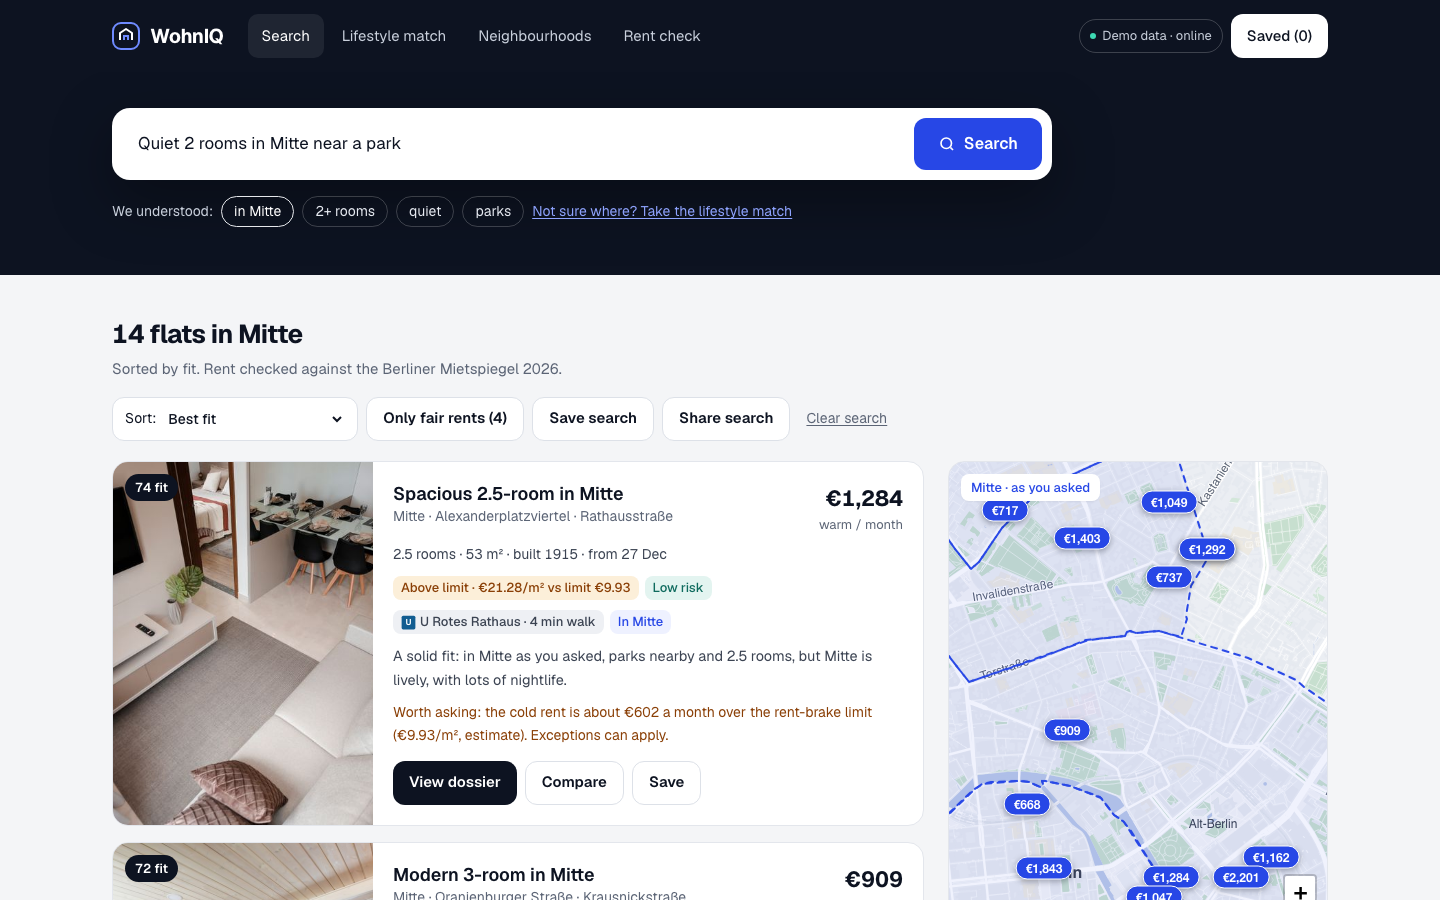 WohnIQ
Search
Lifestyle match
Neighbourhoods
Rent check
Demo data · online
Saved (0)
Quiet 2 rooms in Mitte near a park
Search
We understood:
in Mitte
2+ rooms
quiet
parks
Not sure where? Take the lifestyle match
14 flats in Mitte
Sorted by fit. Rent checked against the Berliner Mietspiegel 2026.
Sort: Best fit
Only fair rents (4)
Save search
Share search
Clear search
74 fit
Spacious 2.5-room in Mitte
Mitte · Alexanderplatzviertel · Rathausstraße
€1,284
warm / month
2.5 rooms · 53 m² · built 1915 · from 27 Dec
Above limit · €21.28/m² vs limit €9.93
Low risk
U
U Rotes Rathaus · 4 min walk
In Mitte
A solid fit: in Mitte as you asked, parks nearby and 2.5 rooms, but Mitte is
lively, with lots of nightlife.
Worth asking: the cold rent is about €602 a month over the rent-brake limit
(€9.93/m², estimate). Exceptions can apply.
View dossier
Compare
Save
72 fit
Modern 3-room in Mitte
Mitte · Oranienburger Straße · Krausnickstraße
€909
Mitte · as you asked
€717
€1,049
€1,403
€1,292
€737
Invalidenstraße
Torstraße
€909
€668
Alt-Berlin
€1,162
€1,843
€1,284
€2,201
€1,047
+